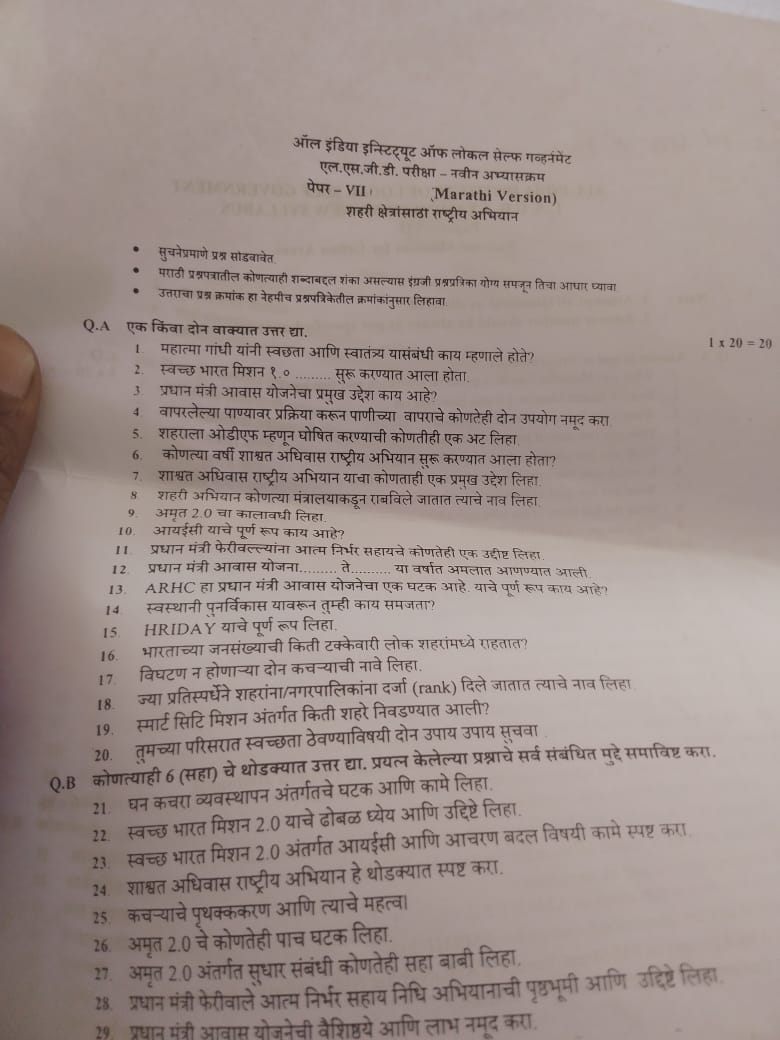 ऑल इंडिया इन्स्टिट्यूट ऑफ लोकल सेल्फ गव्हर्नमेंट
एल.एस.जी.डी. परीक्षा – नवीन अभ्यासक्रम
पेपर – VII (Marathi Version)
शहरी क्षेत्रांसाठी राष्ट्रीय अभियान
• सुचनेप्रमाणे प्रश्न सोडवावेत.
• मराठी प्रश्नपत्रातील कोणत्याही शब्दाबद्दल शंका असल्यास इंग्रजी प्रश्नप्रत्रिका योग्य समजून तिचा आधार घ्यावा
• उत्तराचा प्रश्न क्रमांक हा नेहमीच प्रश्नपत्रिकेतील क्रमांकांनुसार लिहावा.
Q.A एक किंवा दोन वाक्यात उत्तर द्या. 1 x 20 = 20
1. महात्मा गांधी यांनी स्वछता आणि स्वातंत्र्य यासंबंधी काय म्हणाले होते?
2. स्वच्छ भारत मिशन १.० ......... सुरू करण्यात आला होता.
3. प्रधान मंत्री आवास योजनेचा प्रमुख उद्देश काय आहे?
4. वापरलेल्या पाण्यावर प्रक्रिया करून पाणीच्या वापराचे कोणतेही दोन उपयोग नमूद करा.
5. शहराला ओडीएफ म्हणून घोषित करण्याची कोणतीही एक अट लिहा.
6. कोणत्या वर्षी शाश्वत अधिवास राष्ट्रीय अभियान सुरू करण्यात आला होता?
7. शाश्वत अधिवास राष्ट्रीय अभियान याचा कोणताही एक प्रमुख उद्देश लिहा.
8. शहरी अभियान कोणत्या मंत्रालयाकडून राबविले जातात त्याचे नाव लिहा.
9. अमृत 2.0 चा कालावधी लिहा.
10. आयईसी याचे पूर्ण रूप काय आहे?
11. प्रधान मंत्री फेरीवल्ल्यांना आत्म निर्भर सहायचे कोणतेही एक उद्दीष्ट लिहा.
12. प्रधान मंत्री आवास योजना......... ते.......... या वर्षात अमलात आणण्यात आली.
13. ARHC हा प्रधान मंत्री आवास योजनेचा एक घटक आहे. याचे पूर्ण रूप काय आहे?
14. स्वस्थानी पुनर्विकास यावरून तुम्ही काय समजता?
15. HRIDAY याचे पूर्ण रूप लिहा.
16. भारताच्या जनसंख्याची किती टक्केवारी लोक शहरांमध्ये राहतात?
17. विघटण न होणाऱ्या दोन कचऱ्याची नावे लिहा.
18. ज्या प्रतिस्पर्धेने शहरांना/नगरपालिकांना दर्जा (rank) दिले जातात त्याचे नाव लिहा.
19. स्मार्ट सिटि मिशन अंतर्गत किती शहरे निवडण्यात आली?
20. तुमच्या परिसरात स्वच्छता ठेवण्याविषयी दोन उपाय उपाय सुचवा .
Q.B कोणत्याही 6 (सहा) चे थोडक्यात उत्तर द्या. प्रयत्न केलेल्या प्रश्नाचे सर्व संबंधित मुद्दे समाविष्ट करा.
21. घन कचरा व्यवस्थापन अंतर्गतचे घटक आणि कामे लिहा.
22. स्वच्छ भारत मिशन 2.0 याचे ढोबळ ध्येय आणि उद्दिष्टे लिहा.
23. स्वच्छ भारत मिशन 2.0 अंतर्गत आयईसी आणि आचरण बदल विषयी कामे स्पष्ट करा.
24. शाश्वत अधिवास राष्ट्रीय अभियान हे थोडक्यात स्पष्ट करा.
25. कचऱ्याचे पृथक्ककरण आणि त्याचे महत्व।
26. अमृत 2.0 चे कोणतेही पाच घटक लिहा.
27. अमृत 2.0 अंतर्गत सुधार संबंधी कोणतेही सहा बाबी लिहा.
28. प्रधान मंत्री फेरीवाले आत्म निर्भर सहाय निधि अभियानाची पृष्ठभूमी आणि उद्दिष्टे लिहा.
29. प्रधान मंत्री आवास योजनेची वैशिष्ठये आणि लाभ नमूद करा.